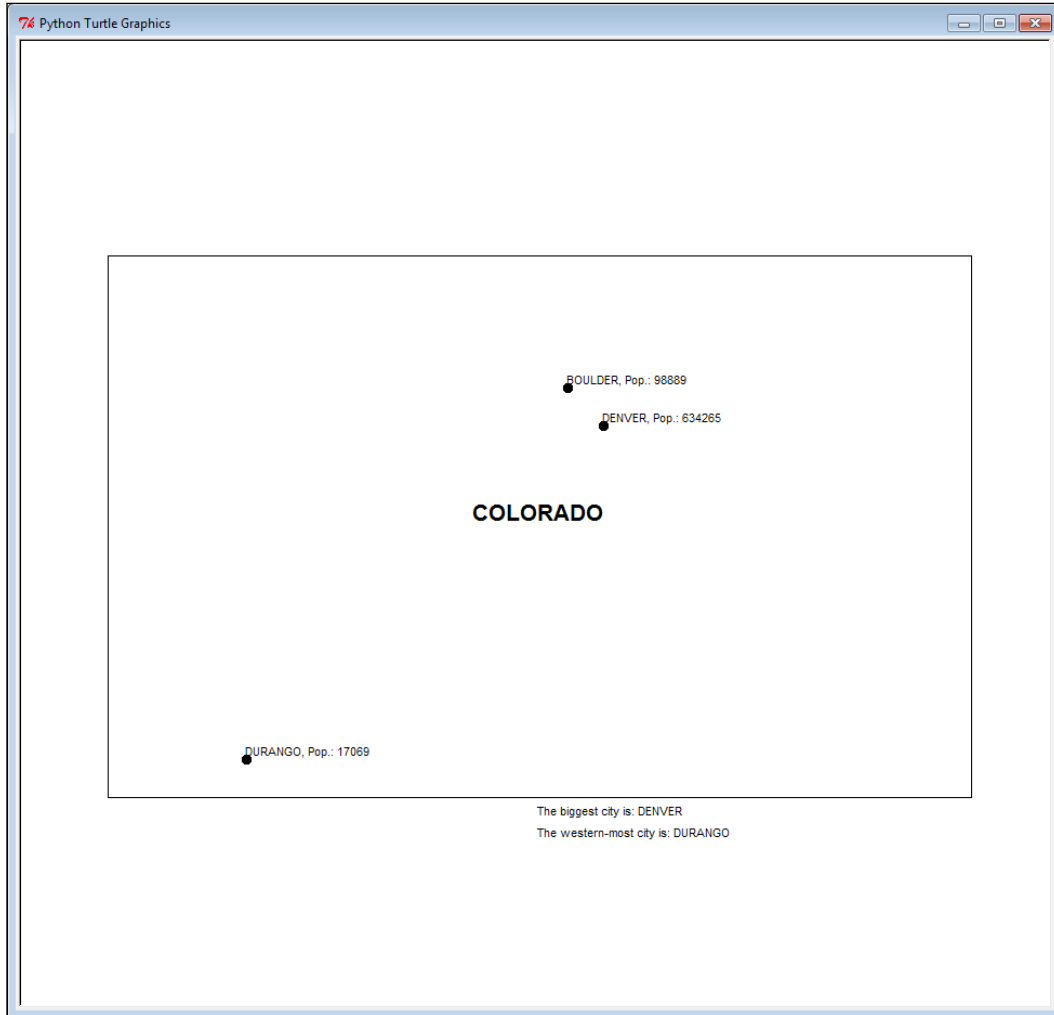 Python Turtle Graphics
BOULDER, Pop.: 98889
DENVER, Pop.: 634265
COLORADO
DURANGO, Pop.: 17069
The biggest city is: DENVER
The western-most city is: DURANGO